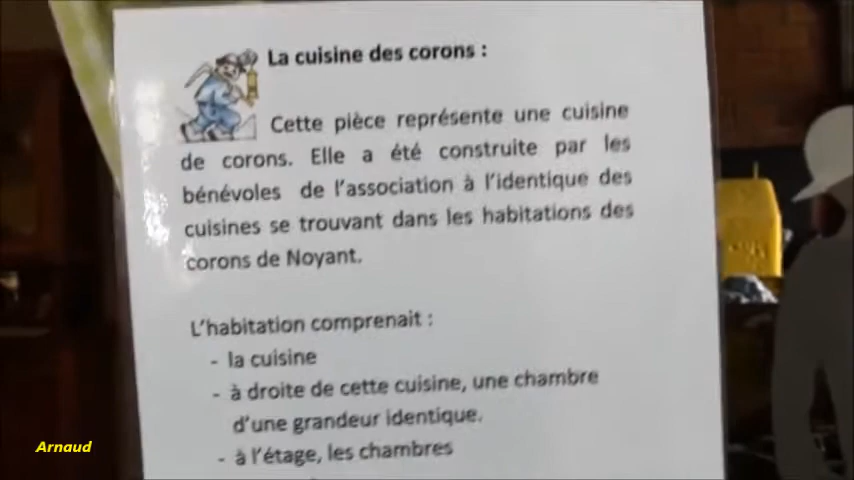 La cuisine des corons :
Cette pièce représente une cuisine
de corons. Elle a été construite par les
bénévoles de l'association à l'identique des
cuisines se trouvant dans les habitations des
corons de Noyant.
L'habitation comprenait :
- la cuisine
- à droite de cette cuisine, une chambre
d'une grandeur identique.
- à l'étage, les chambres
Arnaud